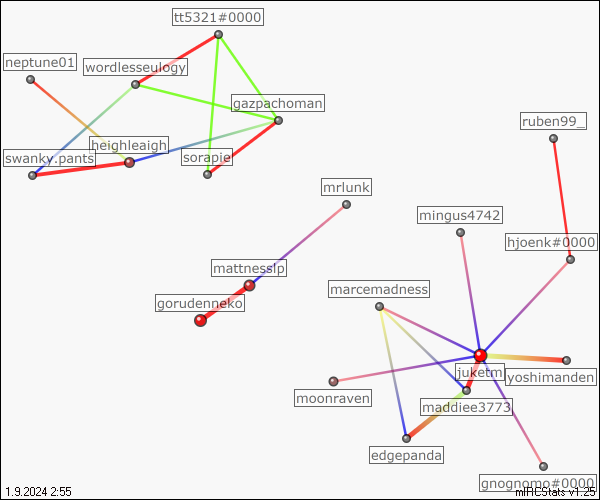 tt5321#0000
neptune01
wordlesseulogy
gazpachoman
ruben99_
heighleaigh
swanky.pants
sorapie
mrlunk
mingus4742
hjoenk#0000
mattnesslp
marcemadness
gorudenneko
juketm
yoshimanden
moonraven
maddiee3773
edgepanda
gnognomo#0000
1.9.2024 2:55
mIRCStats v1.25